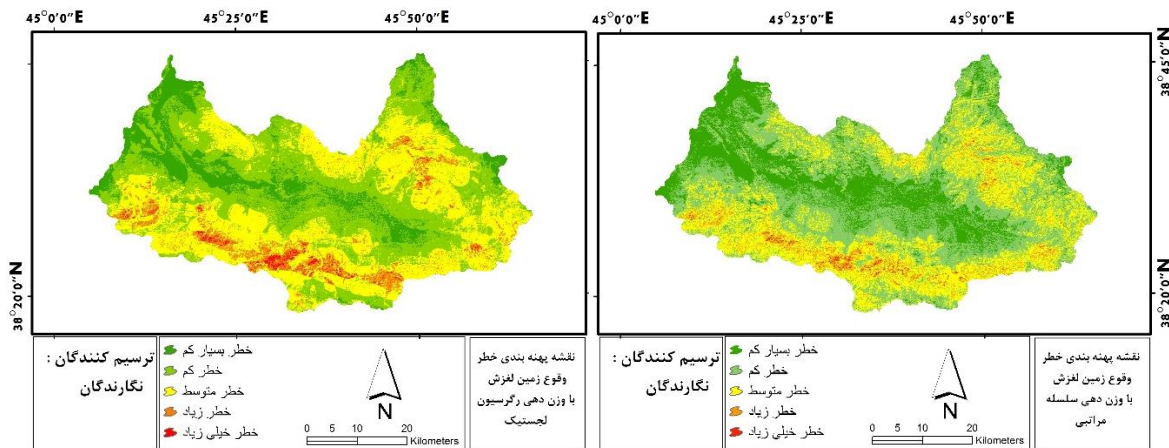 45°0'0"E 45°25'0"E 45°50'0"E
45°0'0"E 45°25'0"E 45°50'0"E
38°45'0"N
38°20'0"N
38°20'0"N
ترسیم کنندگان :
نگارندگان
خطر بسیار کم
خطر کم
خطر متوسط
خطر زیاد
خطر خیلی زیاد
N
0 5 10 20
Kilometers
نقشه پهنه بندی خطر
وقوع زمین لغزش
با وزن دهی رگرسیون
لجستیک
ترسیم کنندگان :
نگارندگان
خطر بسیار کم
خطر کم
خطر متوسط
خطر زیاد
خطر خیلی زیاد
N
0 5 10 20
Kilometers
نقشه پهنه بندی خطر
وقوع زمین لغزش
با وزن دهی سلسله
مراتبی